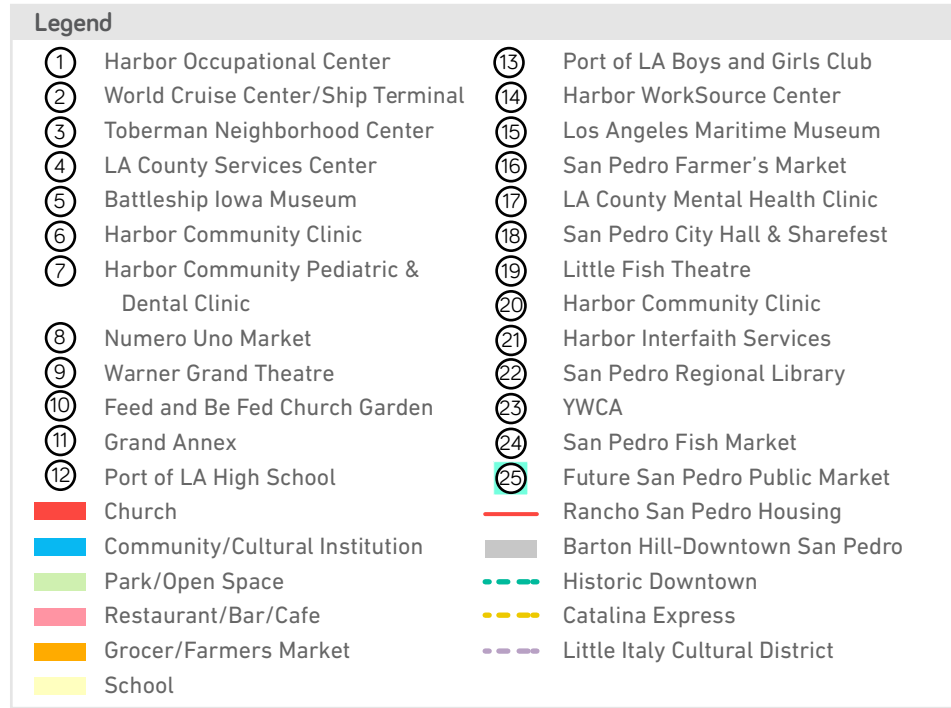 Legend
1 Harbor Occupational Center
2 World Cruise Center/Ship Terminal
3 Toberman Neighborhood Center
4 LA County Services Center
5 Battleship Iowa Museum
6 Harbor Community Clinic
7 Harbor Community Pediatric &
Dental Clinic
8 Numero Uno Market
9 Warner Grand Theatre
10 Feed and Be Fed Church Garden
11 Grand Annex
12 Port of LA High School
Church
Community/Cultural Institution
Park/Open Space
Restaurant/Bar/Cafe
Grocer/Farmers Market
School
13 Port of LA Boys and Girls Club
14 Harbor WorkSource Center
15 Los Angeles Maritime Museum
16 San Pedro Farmer's Market
17 LA County Mental Health Clinic
18 San Pedro City Hall & Sharefest
19 Little Fish Theatre
20 Harbor Community Clinic
21 Harbor Interfaith Services
22 San Pedro Regional Library
23 YWCA
24 San Pedro Fish Market
25 Future San Pedro Public Market
Rancho San Pedro Housing
Barton Hill-Downtown San Pedro
Historic Downtown
Catalina Express
Little Italy Cultural District